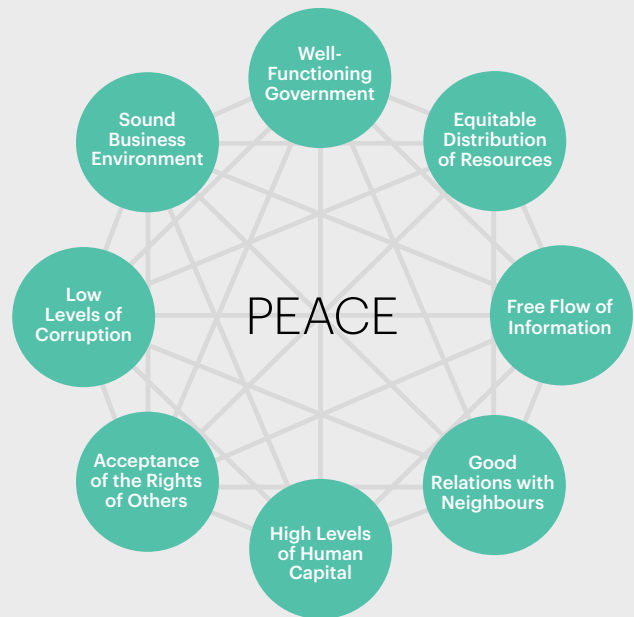 Well-
Functioning
Government
Sound
Business
Environment
Equitable
Distribution
of Resources
Low
Levels of
Corruption
PEACE
Free Flow of
Information
Acceptance
of the Rights
of Others
Good
Relations with
Neighbours
High Levels
of Human
Capital